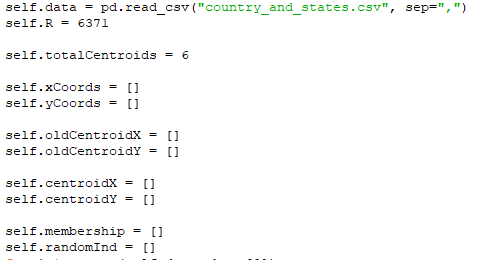 self.data = pd.read_csv("country_and_states.csv", sep=",")
self.R = 6371
self.totalCentroids = 6
self.xCoords = []
self.yCoords = []
self.oldCentroidX = []
self.oldCentroidY = []
self.centroidX = []
self.centroidY = []
self.membership = []
self.randomInd = []